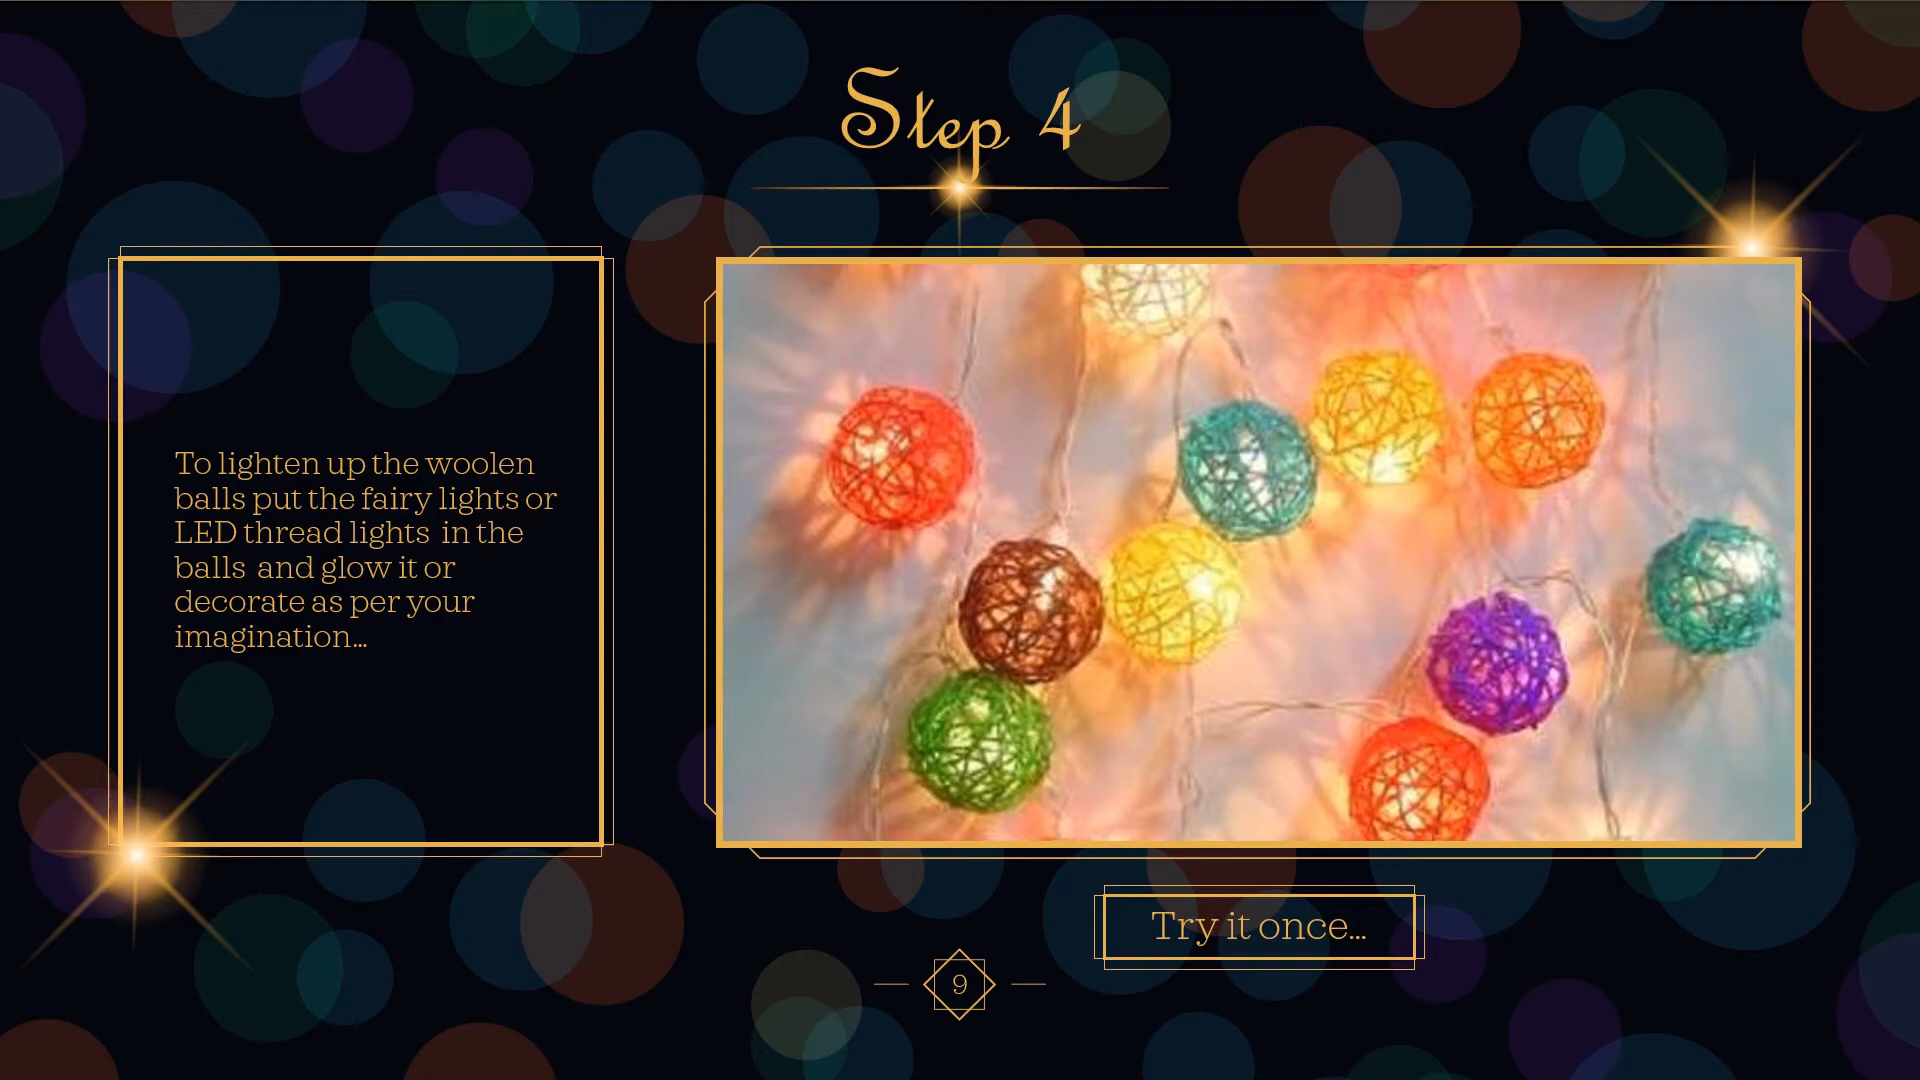 Step 4
To lighten up the woolen
balls put the fairy lights or
LED thread lights  in the
balls  and glow it or
decorate as per your
imagination...
Try it once...
9